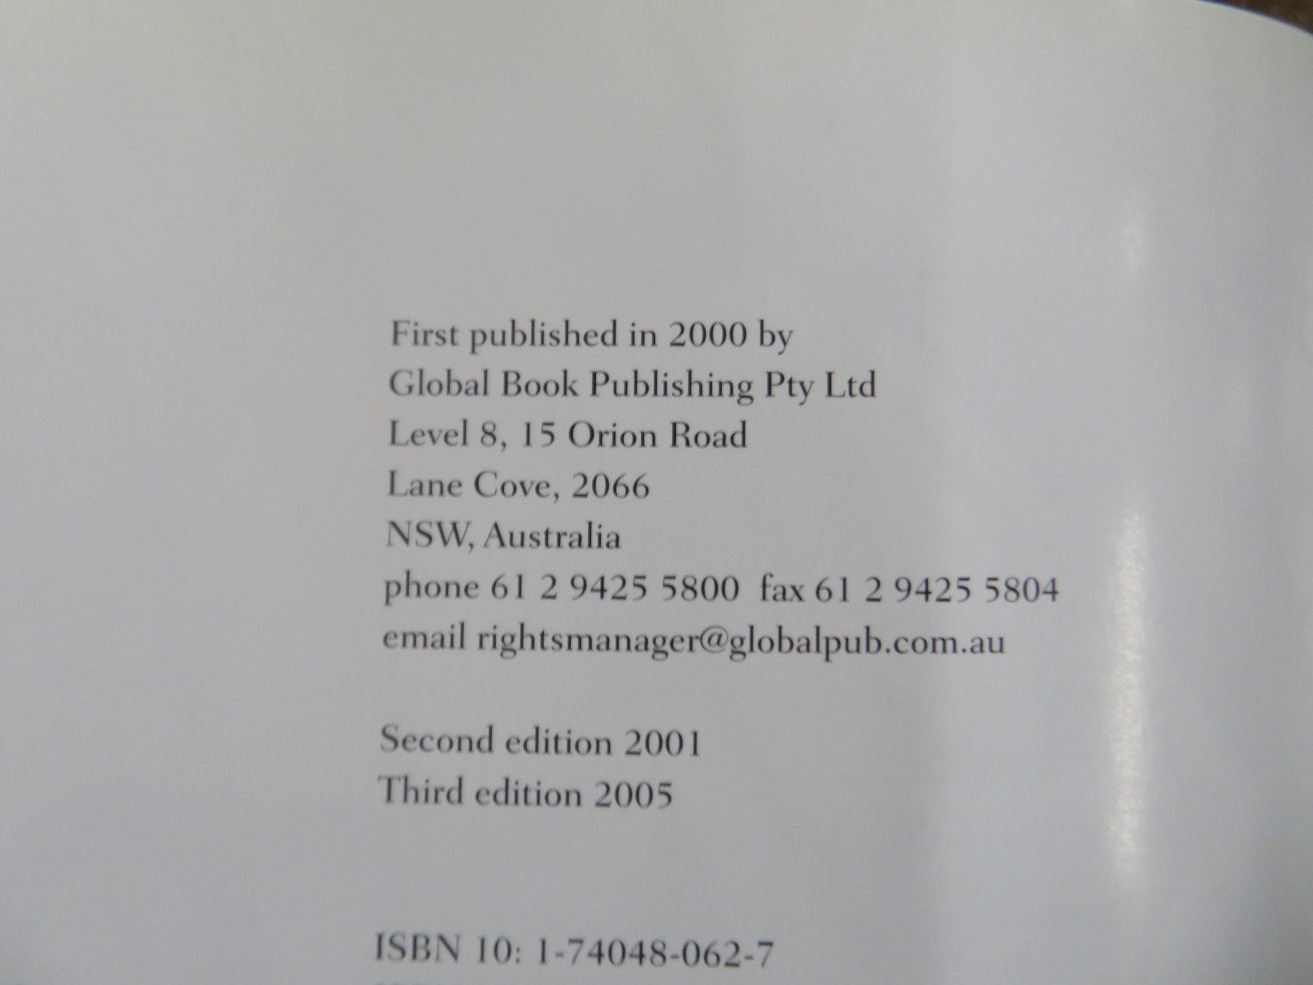 First published in 2000 by
Global Book Publishing Pty Ltd
Level 8, 15 Orion Road
Lane Cove, 2066
NSW, Australia
phone 61 2 9425 5800 fax 61 2 9425 5804
email rightsmanager@globalpub.com.au
Second edition 2001
Third edition 2005
ISBN 10: 1-74048-062-7